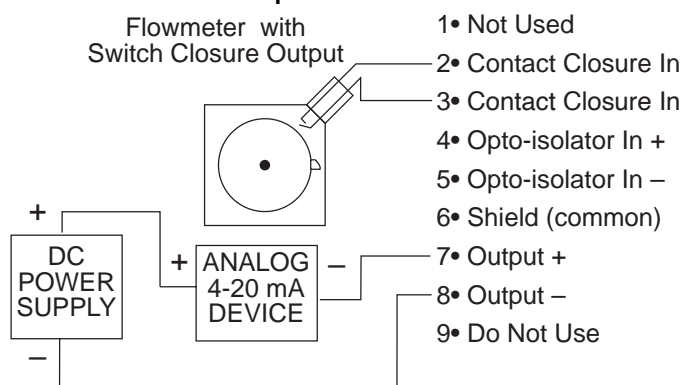 Flowmeter with
Switch Closure Output
1• Not Used
2• Contact Closure In
3• Contact Closure In
4• Opto-isolator In +
5• Opto-isolator In –
6• Shield (common)
7• Output +
8• Output –
9• Do Not Use
+
DC
POWER
SUPPLY
–
+
ANALOG
4-20 mA
DEVICE
–